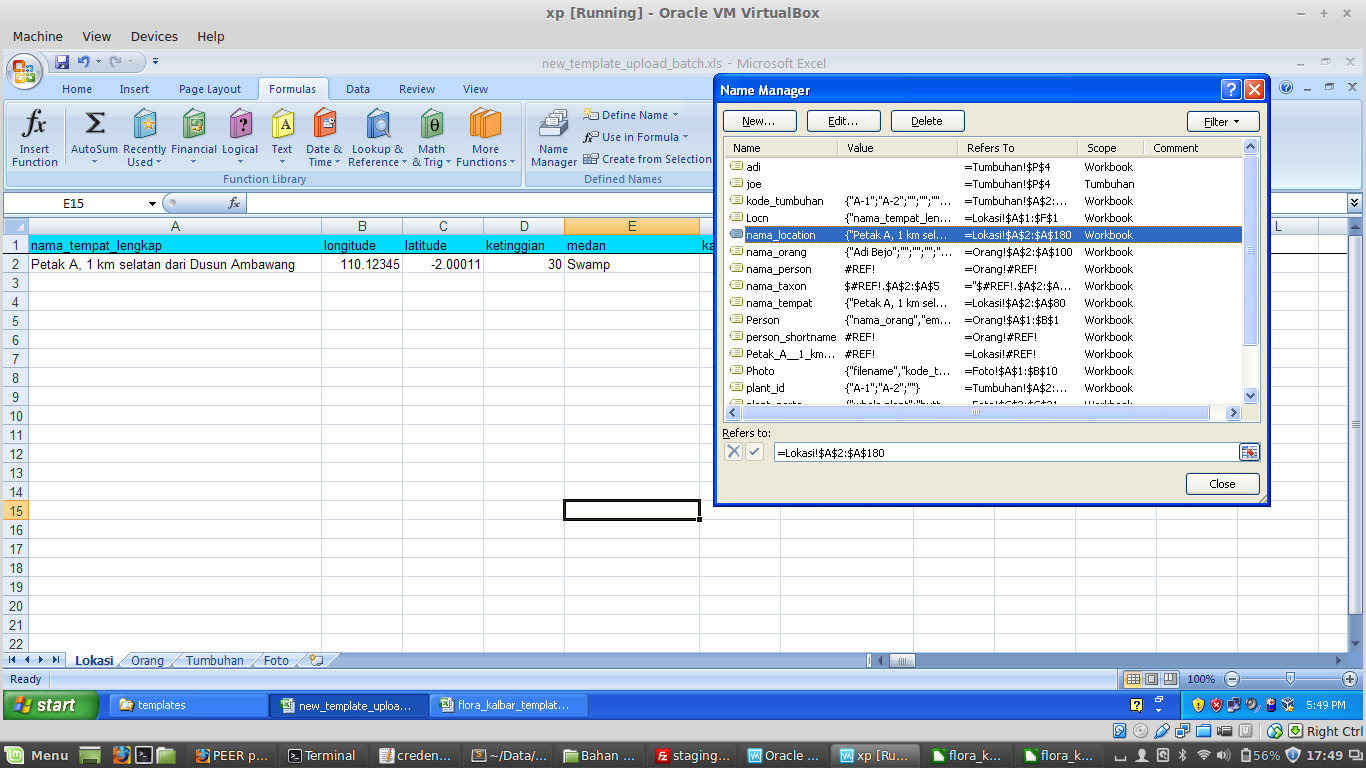 xp [Running] - Oracle VM VirtualBox
Machine View Devices Help
new_template_upload_batch.xls - Microsoft Excel
Home Insert Page Layout Formulas Data Review View
Insert Function
AutoSum
Recently Used
Financial
Logical
Text
Date & Time
Lookup & Reference
Math & Trig
More Functions
Function Library
Name Manager
Define Name
Use in Formula
Create from Selection
Defined Names
E15
fx
A B C D E L
1 nama_tempat_lengkap longitude latitude ketinggian medan ka
2 Petak A, 1 km selatan dari Dusun Ambawang 110.12345 -2.00011 30 Swamp
3
4
5
6
7
8
9
10
11
12
13
14
15
16
17
18
19
20
21
22
Name Manager
New... Edit... Delete Filter
Name Value Refers To Scope Comment
adi =Tumbuhan!$P$4 Workbook
joe =Tumbuhan!$P$4 Tumbuhan
kode_tumbuhan {"A-1";"A-2";"";"";""... =Tumbuhan!$A$2:... Workbook
Locn {"nama_tempat_len... =Lokasi!$A$1:$F$1 Workbook
nama_location {"Petak A, 1 km sel... =Lokasi!$A$2:$A$180 Workbook
nama_orang {"Adi Bejo";"";"";"";"... =Orang!$A$2:$A$100 Workbook
nama_person #REF! =Orang!#REF! Workbook
nama_taxon $#REF!.$A$2:$A$5 ="$#REF!.$A$2:$A... Workbook
nama_tempat {"Petak A, 1 km sel... =Lokasi!$A$2:$A$80 Workbook
Person {"nama_orang","em... =Orang!$A$1:$B$1 Workbook
person_shortname #REF! =Orang!#REF! Workbook
Petak_A__1_km... #REF! =Lokasi!#REF! Workbook
Photo {"filename","kode_t... =Foto!$A$1:$B$10 Workbook
plant_id {"A-1";"A-2";""} =Tumbuhan!$A$2:... Workbook
Refers to:
=Lokasi!$A$2:$A$180
Close
Lokasi Orang Tumbuhan Foto
Ready 100%
start templates new_template_uploa... flora_kalbar_templat... 5:49 PM
Right Ctrl
Menu PEER p... Terminal creden... ~/Data/... Bahan ... staging... Oracle ... xp [Ru... flora_k... flora_k... 56% 17:49